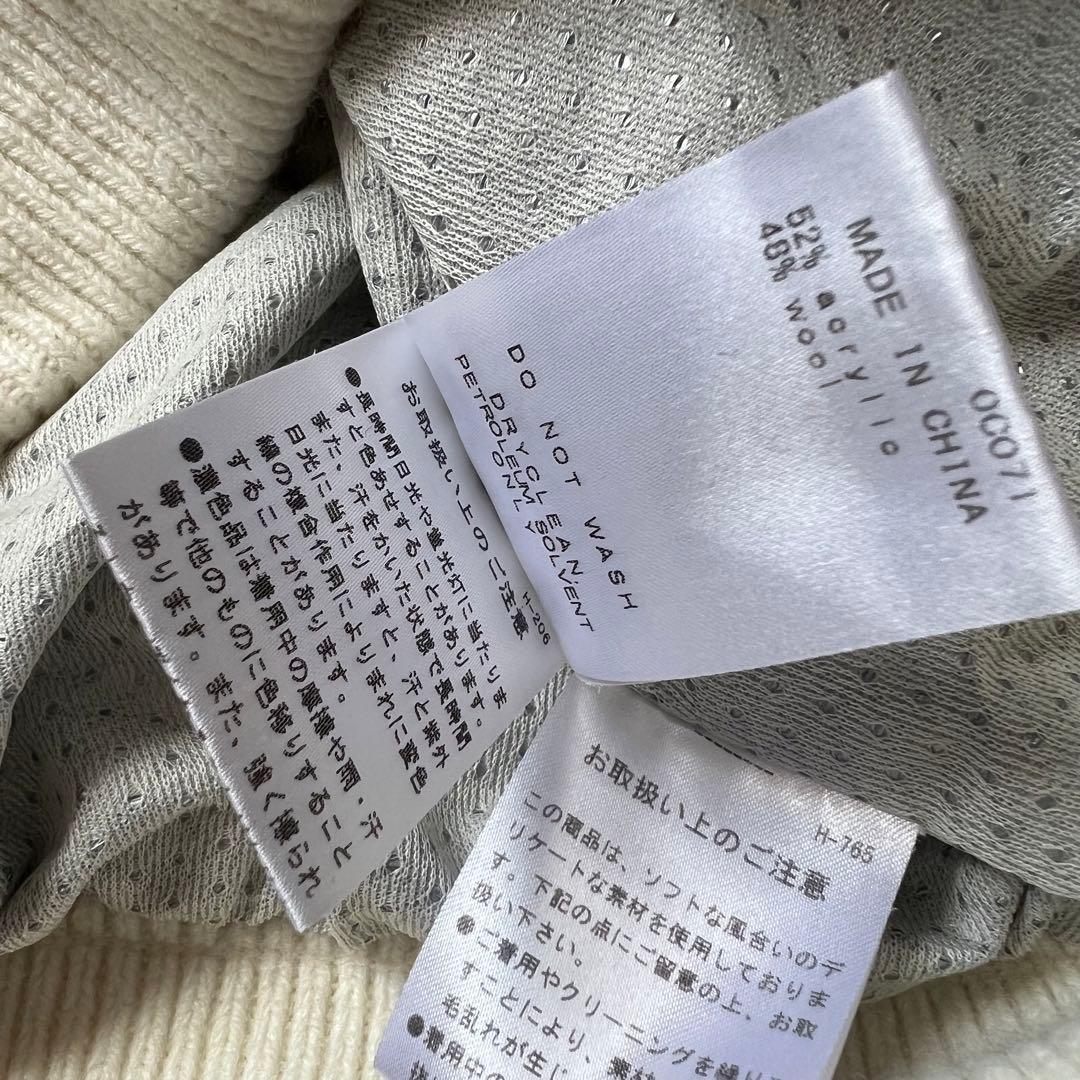 OC071
MADE IN CHINA
52% acrylic
48% wool
DO NOT WASH
DRYCLEAN.
PETROLEUM SOLVENT
ONLY
H-206
お取扱い上のご注意
●長時間日光や蛍光灯に当たりま
すと色あせすることがあります。
また、汗をかいた状態で長時間
日光に当たりますと、汗と紫外
線の複合作用によりまれに変色
することがあります。
●濃色品は着用中の摩擦や雨・汗
等で他のものに色移りすること
があります。また、強く擦られ
H-765
お取扱い上のご注意
この商品は、ソフトな風合いのデ
リケートな素材を使用しておりま
す。下記の点にご留意の上、お取
扱い下さい。
●ご着用やクリーニングを繰り
すことにより、素材
毛乱れが生じ
●着用中の